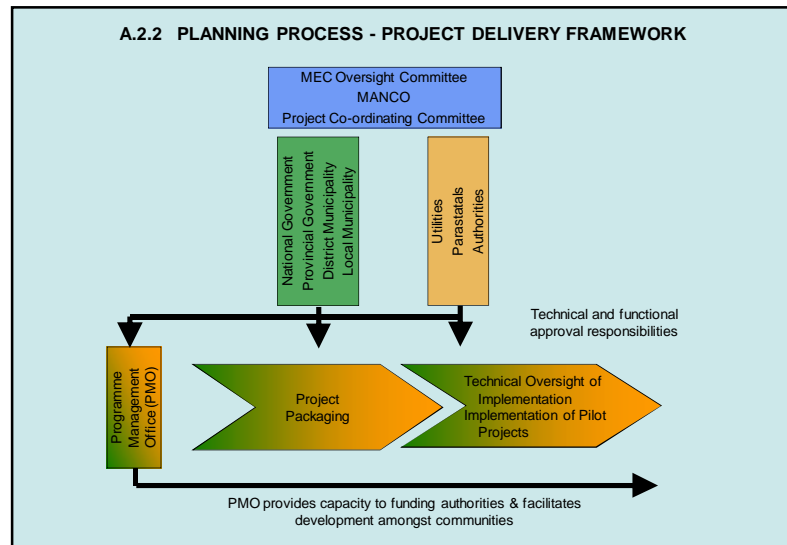 A.2.2 PLANNING PROCESS - PROJECT DELIVERY FRAMEWORK
MEC Oversight Committee
MANCO
Project Co-ordinating Committee
National Government
Provincial Government
District Municipality
Local Municipality
Utilities
Parastatals
Authorities
Technical and functional
approval responsibilities
Programme
Management
Office (PMO)
Project
Packaging
Technical Oversight of
Implementation
Implementation of Pilot
Projects
PMO provides capacity to funding authorities & facilitates
development amongst communities